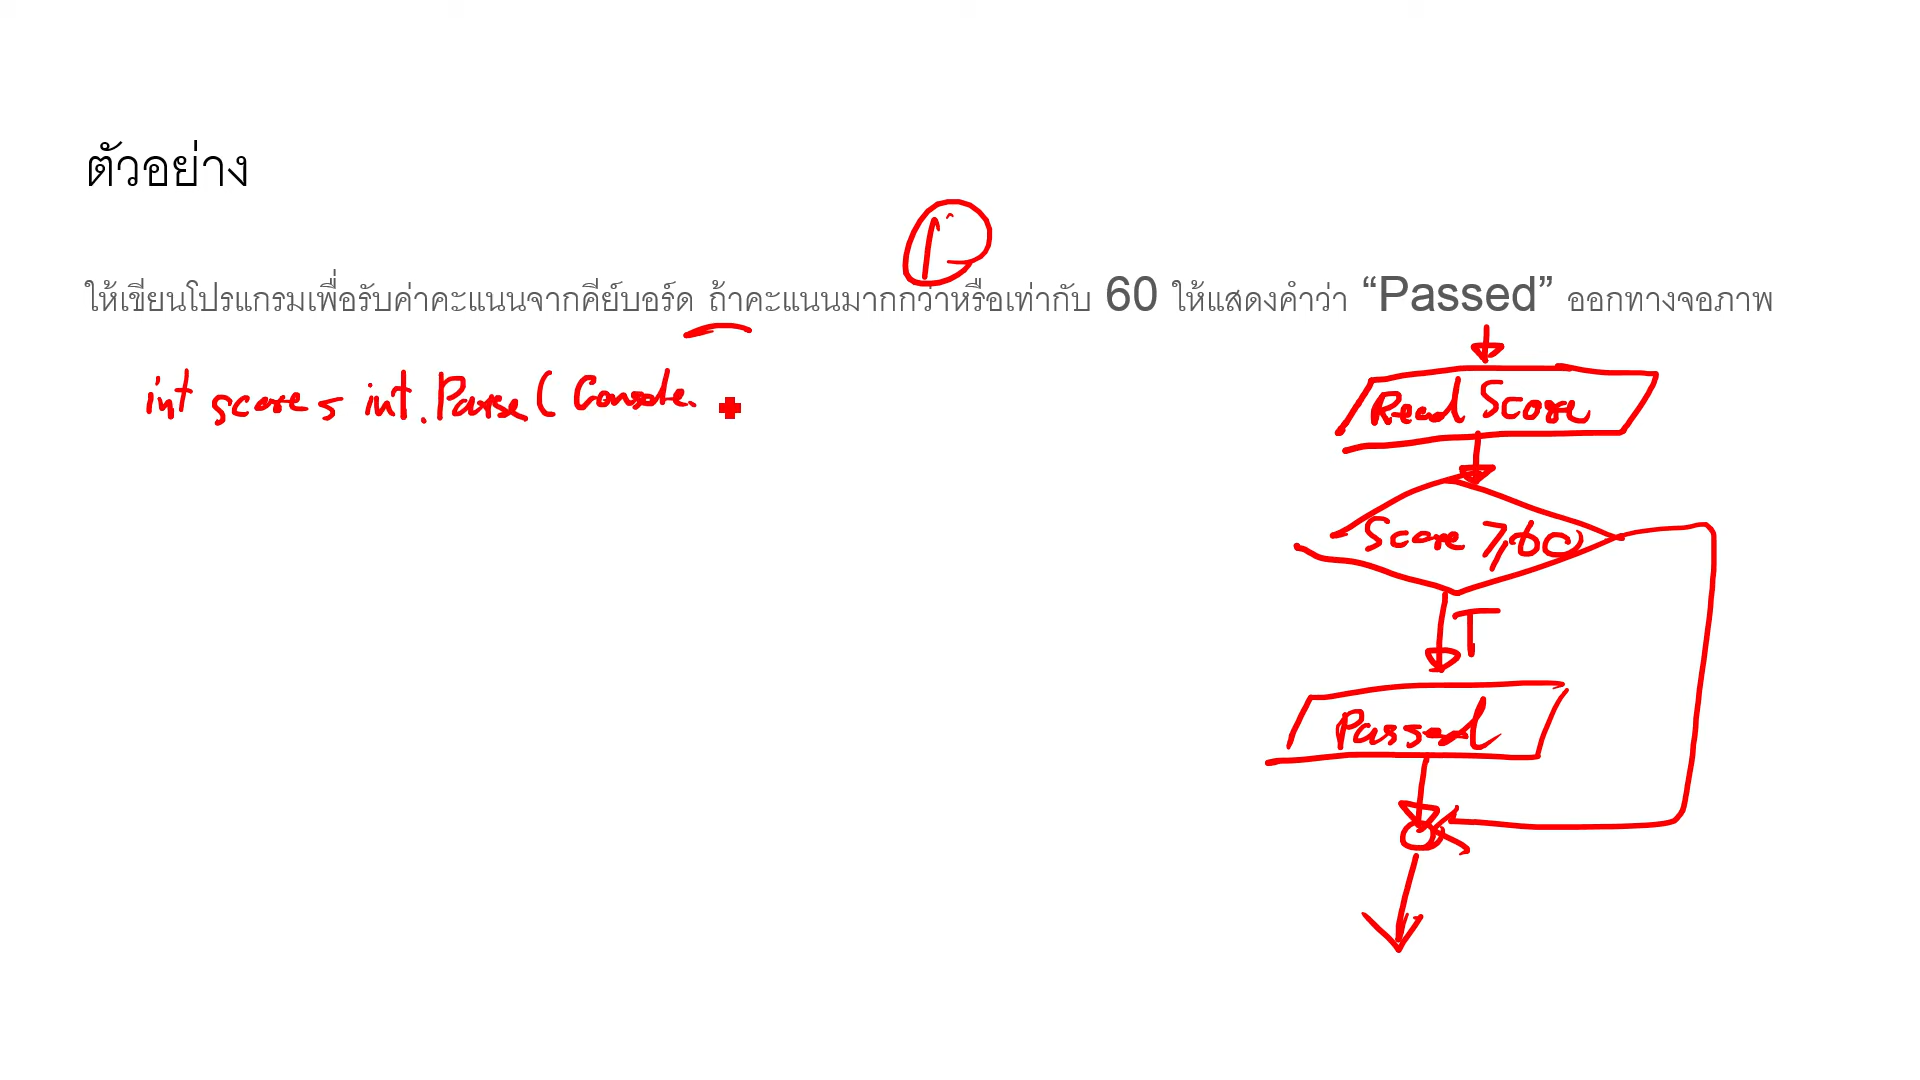 ตัวอย่าง
ให้เขียนโปรแกรมเพื่อรับค่าคะแนนจากคีย์บอร์ด ถ้าคะแนนมากกว่าหรือเท่ากับ 60 ให้แสดงคำว่า “Passed” ออกทางจอภาพ
int score = int.Parse( Console.
Read Score
Score ≥ 60
T
Passed